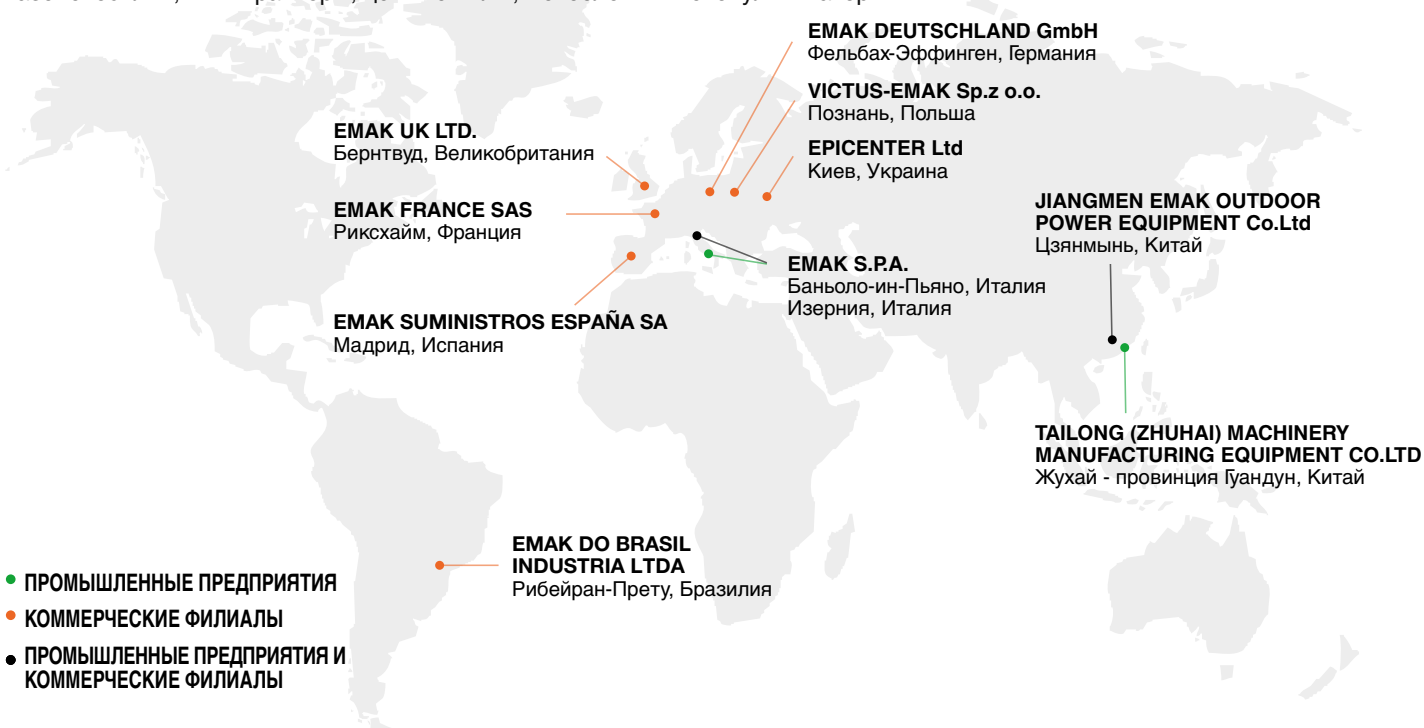 EMAK DEUTSCHLAND GmbH
Фельбах-Эффинген, Германия
VICTUS-EMAK Sp.z o.o.
Познань, Польша
EMAK UK LTD.
Бернтвуд, Великобритания
EPICENTER Ltd
Киев, Украина
EMAK FRANCE SAS
Риксхайм, Франция
JIANGMEN EMAK OUTDOOR
POWER EQUIPMENT Co.Ltd
Цзянмынь, Китай
EMAK S.P.A.
Баньоло-ин-Пьяно, Италия
Изерния, Италия
EMAK SUMINISTROS ESPAÑA SA
Мадрид, Испания
TAILONG (ZHUHAI) MACHINERY
MANUFACTURING EQUIPMENT CO.LTD
Жухай - провинция Гуандун, Китай
EMAK DO BRASIL
INDUSTRIA LTDA
Рибейран-Прету, Бразилия
ПРОМЫШЛЕННЫЕ ПРЕДПРИЯТИЯ
КОММЕРЧЕСКИЕ ФИЛИАЛЫ
ПРОМЫШЛЕННЫЕ ПРЕДПРИЯТИЯ И
КОММЕРЧЕСКИЕ ФИЛИАЛЫ